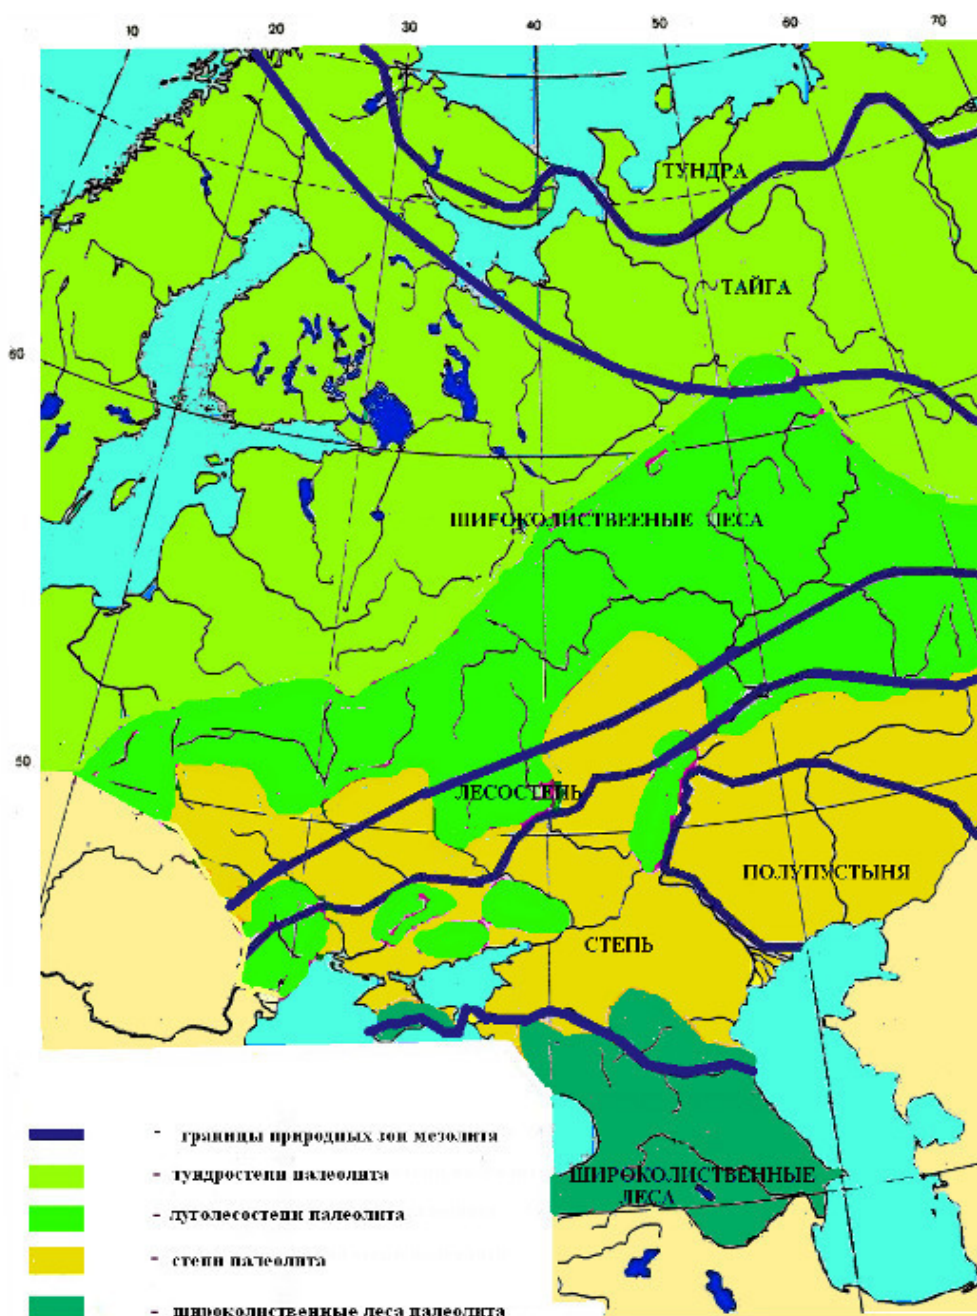 10
20
30
40
50
60
70
ТУНДРА
ТАЙГА
60
ШИРОКОЛИСТВЕЕНЫЕ ЛЕСА
50
ЛЕСОСТЕПЬ
ПОЛУПУСТЫНЯ
СТЕПЬ
ШИРОКОЛИСТВЕННЫЕ
ЛЕСА
- границы природных зон мезолита
- тундростепи палеолита
- луголесостепи палеолита
- степи палеолита
- широколиственные леса палеолита